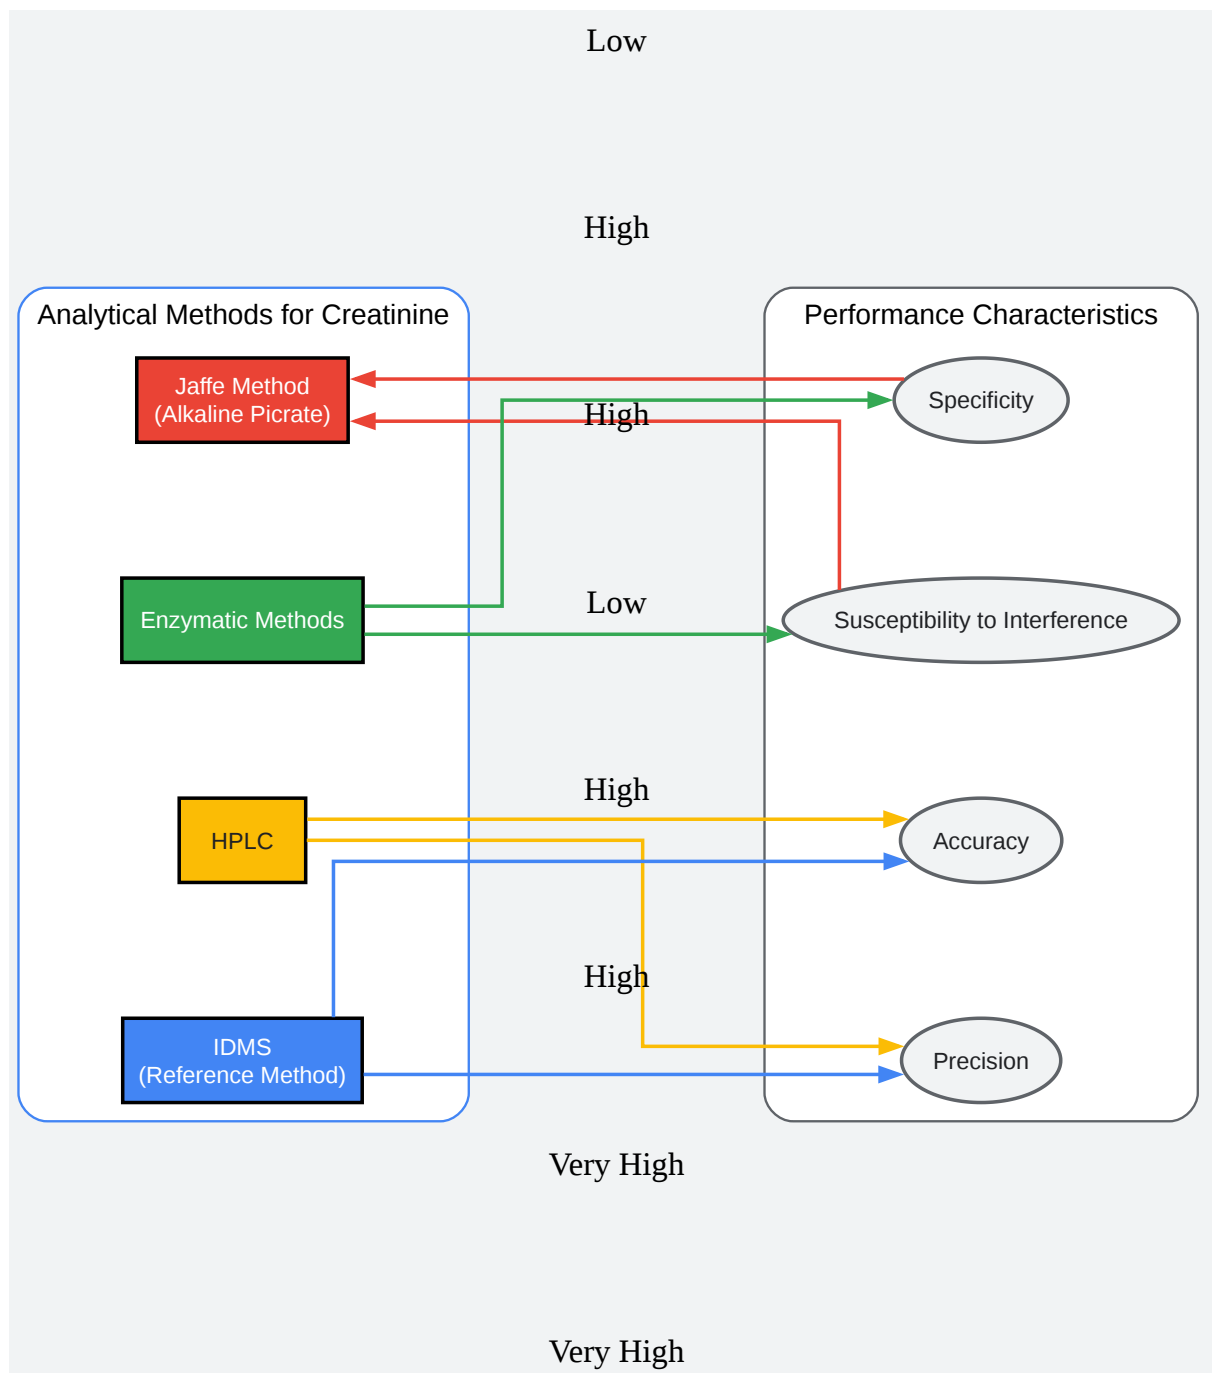 Low
High
Analytical Methods for Creatinine
Performance Characteristics
Jaffe Method
(Alkaline Picrate)
High
Specificity
Enzymatic Methods
Low
Susceptibility to Interference
High
HPLC
Accuracy
High
IDMS
(Reference Method)
Precision
Very High
Very High